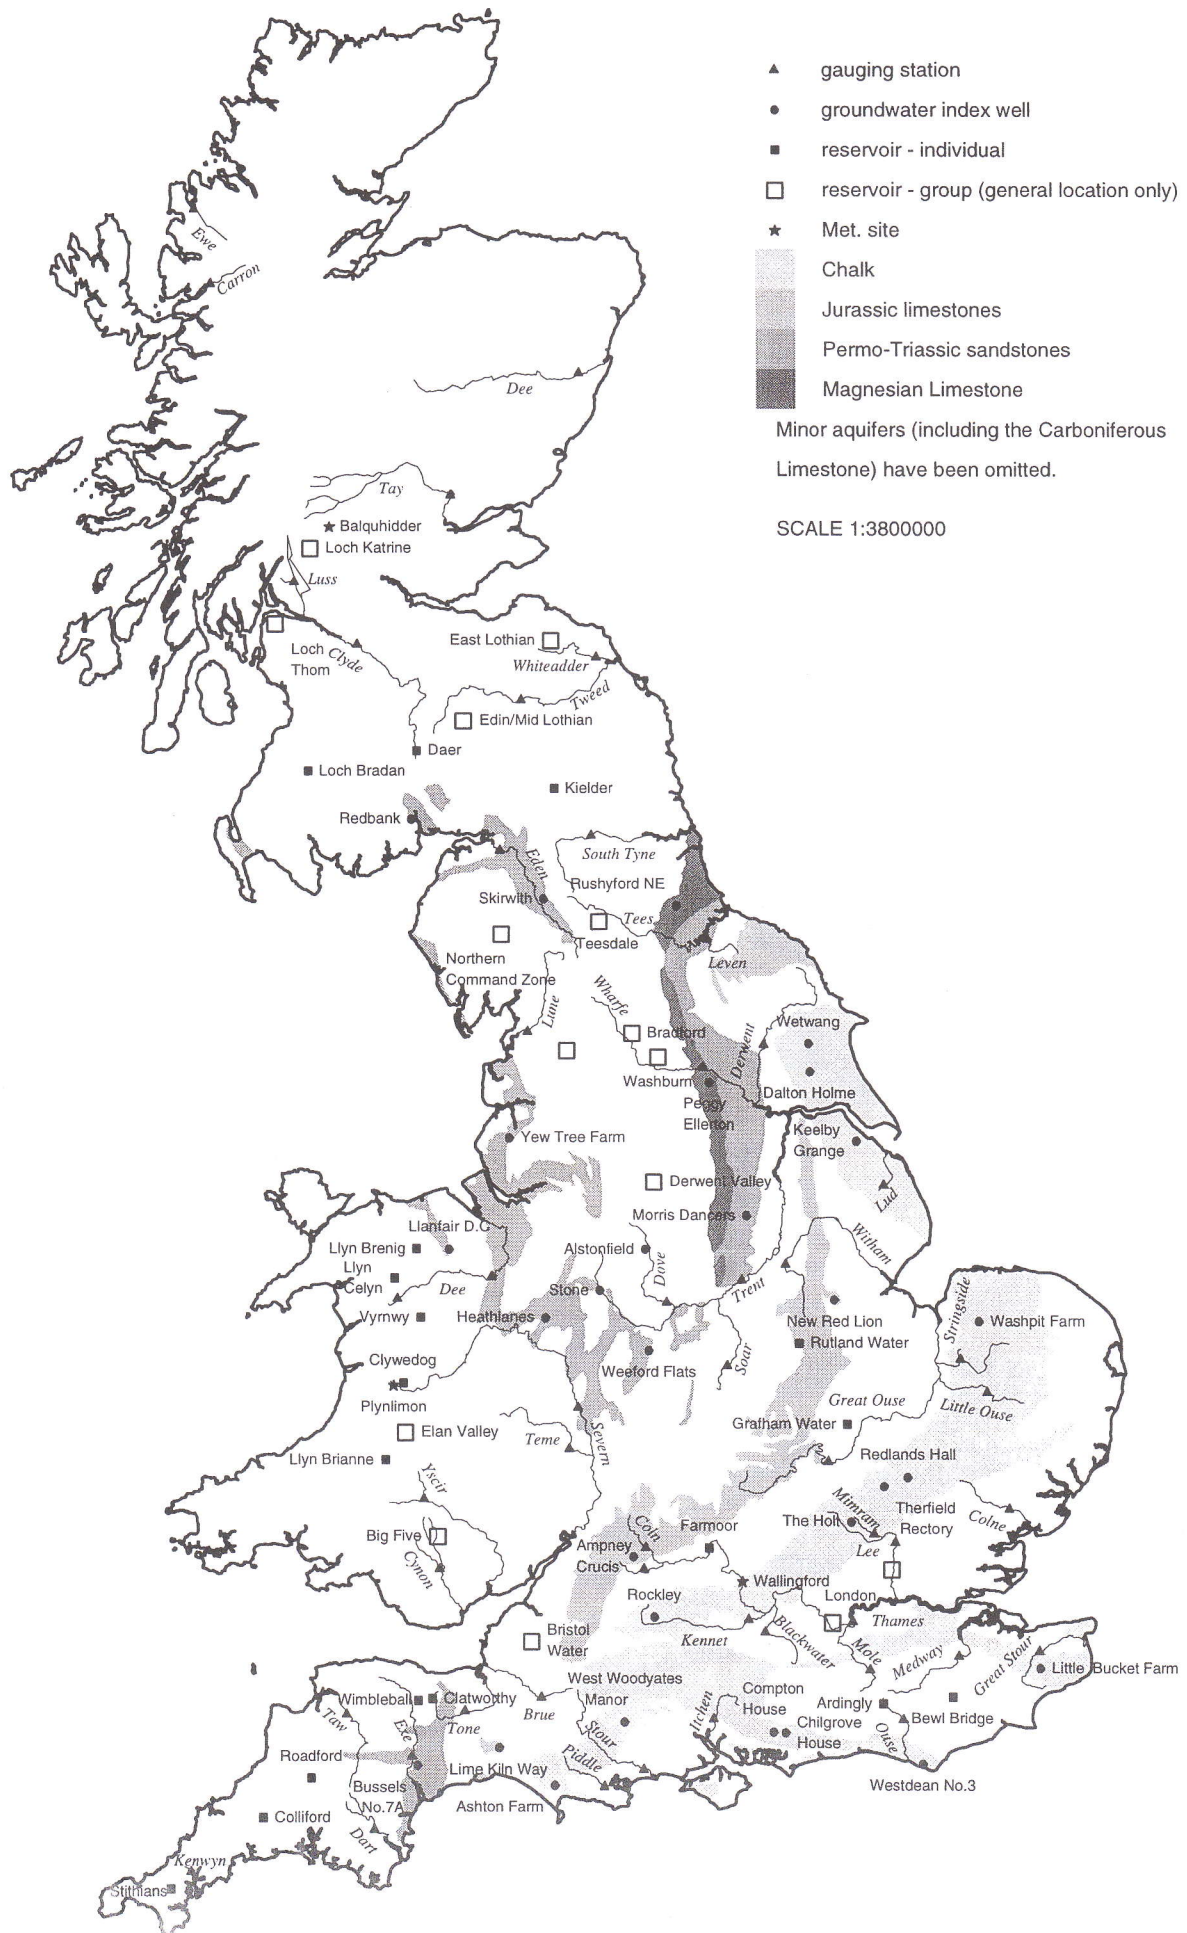 gauging station
groundwater index well
reservoir - individual
reservoir - group (general location only)
Met. site
Chalk
Jurassic limestones
Permo-Triassic sandstones
Magnesian Limestone
Minor aquifers (including the Carboniferous
Limestone) have been omitted.
SCALE 1:3800000
Ewe
Carron
Dee
Tay
Balquhidder
Loch Katrine
Luss
Loch
Thom
Clyde
East Lothian
Whiteadder
Tweed
Edin/Mid Lothian
Daer
Loch Bradan
Kielder
Redbank
South Tyne
Eden
Rushyford NE
Skirwith
Tees
Teesdale
Northern
Command Zone
Leven
Lune
Wharfe
Bradford
Wetwang
Derwent
Washburn
Dalton Holme
Peggy
Ellerton
Keelby
Grange
Yew Tree Farm
Derwent Valley
Lud
Morris Dancers
Llanfair D.C
Witham
Llyn Brenig
Alstonfield
Llyn
Celyn
Dee
Dove
Stone
Trent
Stringside
Vyrnwy
Heathlanes
New Red Lion
Washpit Farm
Rutland Water
Clywedog
Weeford Flats
Soar
Plynlimon
Great Ouse
Little Ouse
Elan Valley
Teme
Severn
Grafham Water
Llyn Brianne
Redlands Hall
Yscir
Mimram
Therfield
Rectory
Colne
The Holt
Big Five
Coln
Farmoor
Lee
Ampney
Crucis
Cynon
Wallingford
Rockley
London
Thames
Kennet
Blackwater
Bristol
Water
Mole
Medway
Great Stour
Little Bucket Farm
West Woodyates
Manor
Compton
House
Wimbleball
Clatworthy
Itchen
Ardingly
Taw
Exe
Tone
Brue
Stour
Chilgrove
House
Ouse
Bewl Bridge
Roadford
Lime Kiln Way
Piddle
Bussels
No.7A
Ashton Farm
Westdean No.3
Colliford
Dart
Kenwyn
Stithians